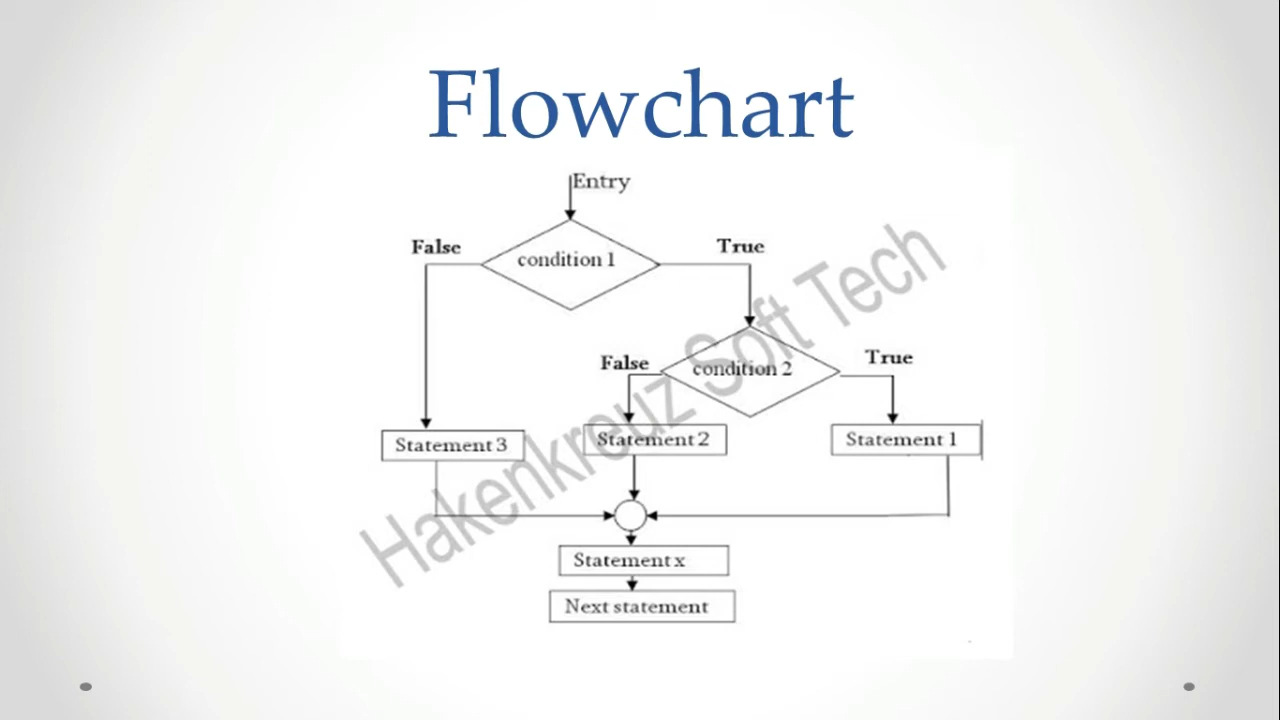 Flowchart
Entry
False
True
condition 1
False
True
condition 2
Statement 3
Statement 2
Statement 1
Statement x
Next statement
Hakenkreuz Soft Tech